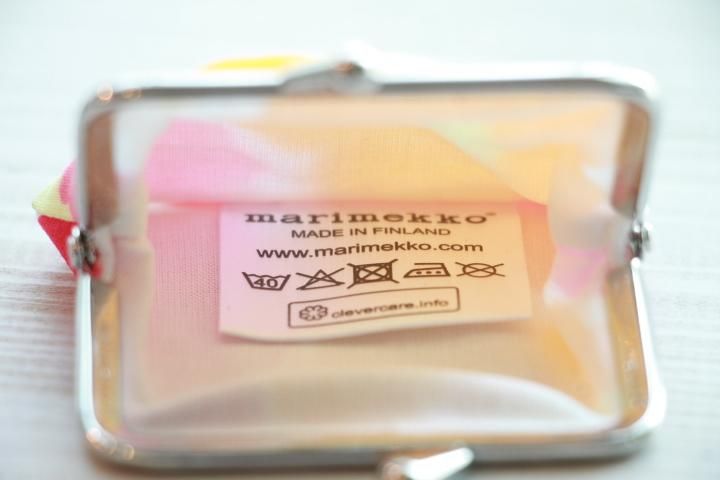 marimekko®
MADE IN FINLAND
www.marimekko.com
40
clevercare.info